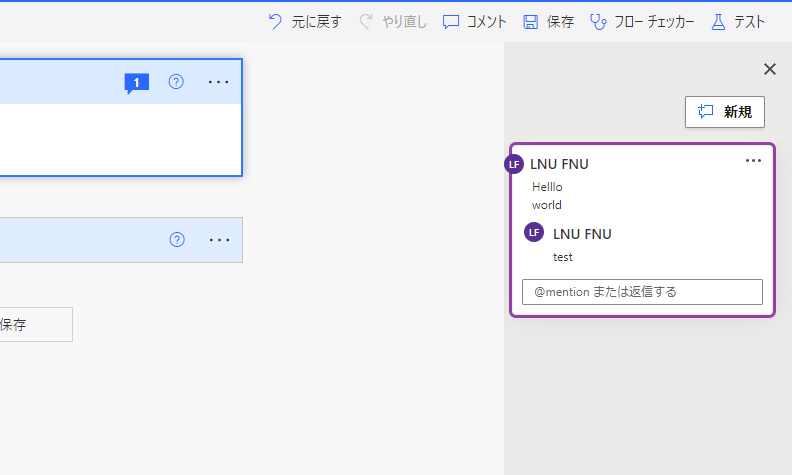 元に戻す やり直し コメント 保存 フロー チェッカー テスト
1
新規
LF LNU FNU
Helllo
world
LF LNU FNU
test
@mention または返信する
保存